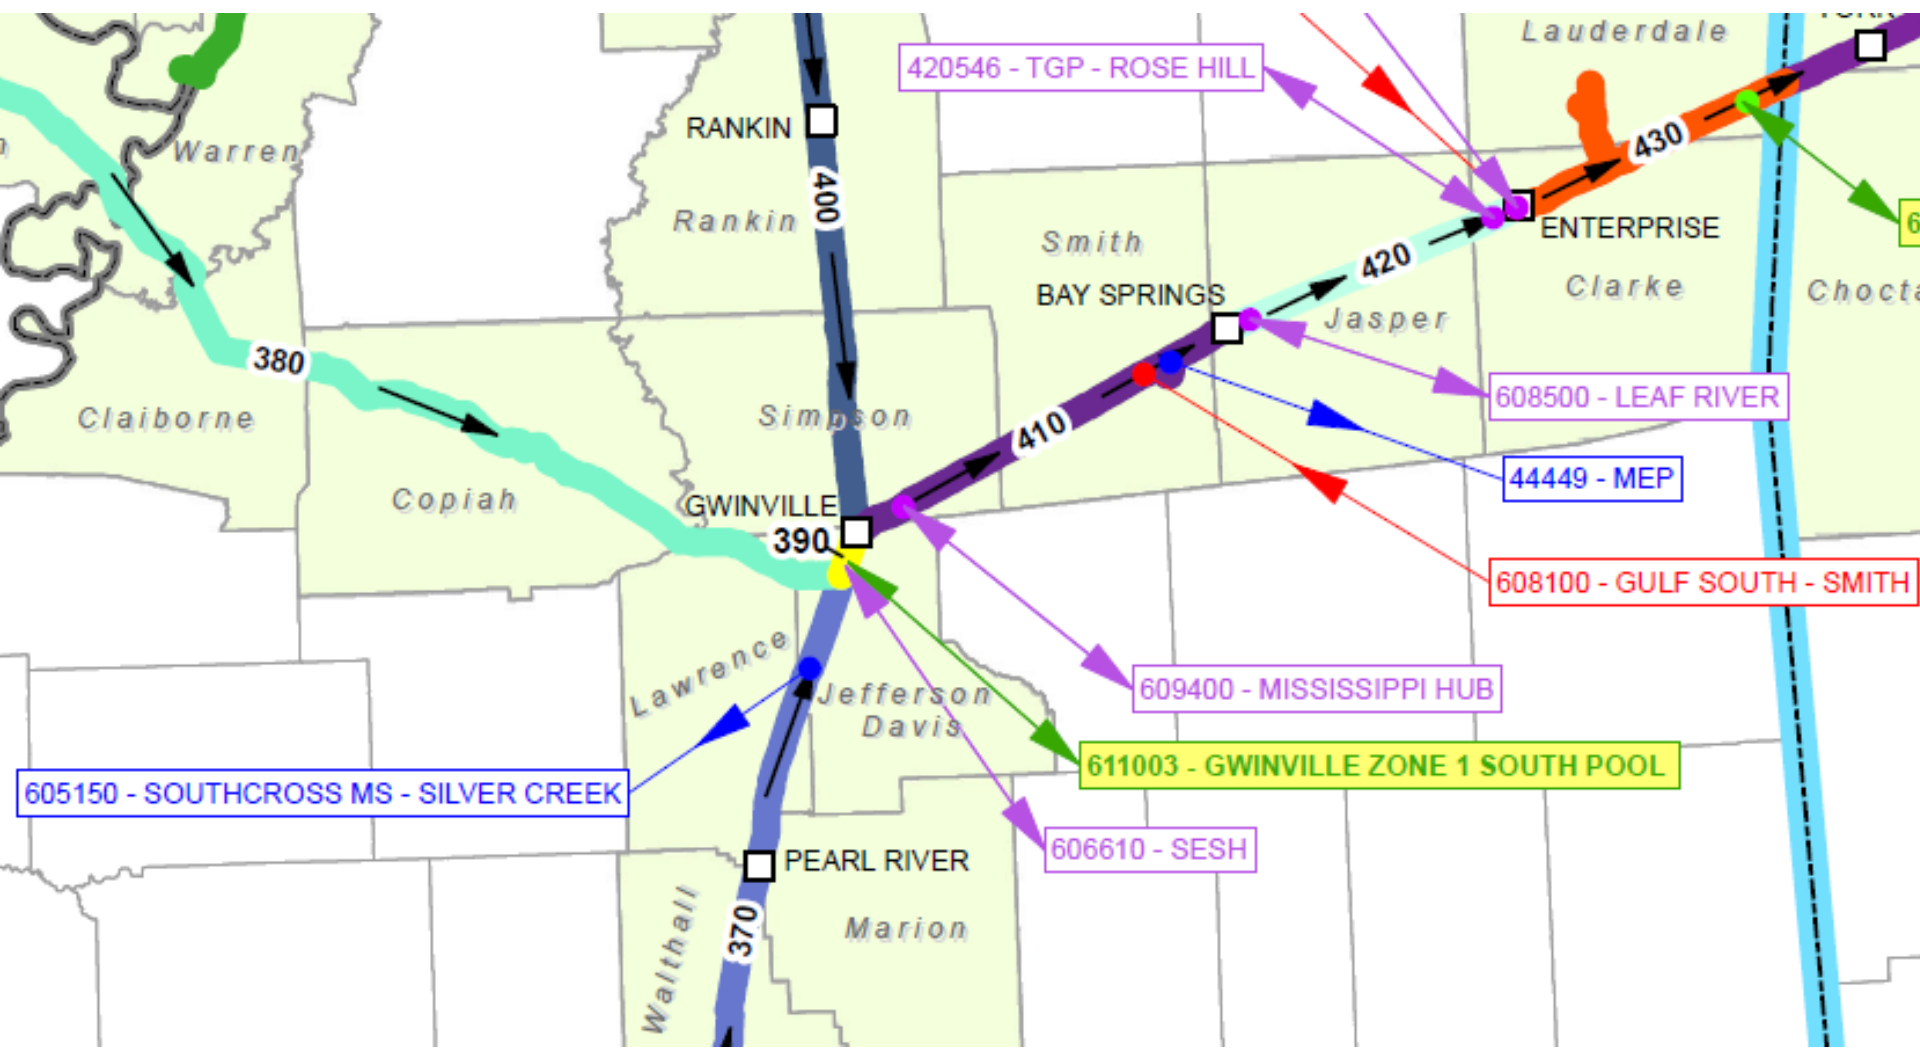 Lauderdale
420546 - TGP - ROSE HILL
RANKIN
Warren
430
400
Rankin
Smith
ENTERPRISE
420
BAY SPRINGS
Clarke
Jasper
380
608500 - LEAF RIVER
Claiborne
Simpson
410
44449 - MEP
Copiah
GWINVILLE
390
608100 - GULF SOUTH - SMITH
Lawrence
609400 - MISSISSIPPI HUB
Jefferson
Davis
611003 - GWINVILLE ZONE 1 SOUTH POOL
605150 - SOUTHCROSS MS - SILVER CREEK
606610 - SESH
PEARL RIVER
370
Marion
Walthall